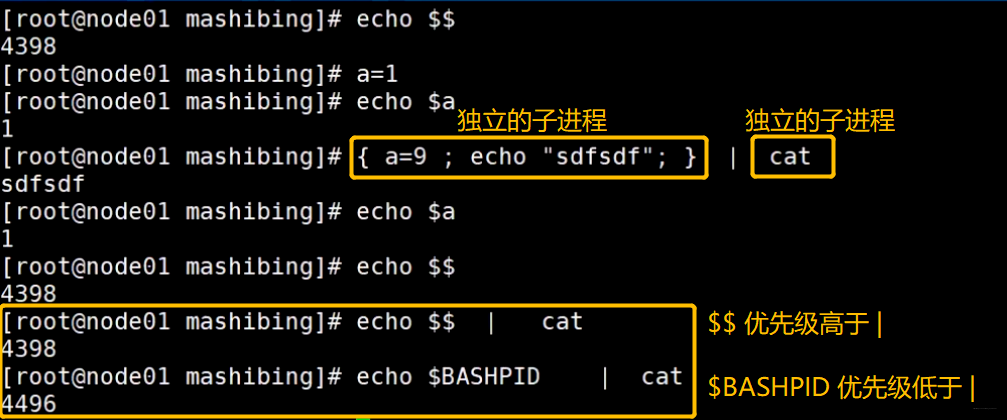 [root@node01 mashibing]# echo $$
4398
[root@node01 mashibing]# a=1
[root@node01 mashibing]# echo $a
1
独立的子进程 独立的子进程
[root@node01 mashibing]# { a=9 ; echo "sdfsdf"; } | cat
sdfsdf
[root@node01 mashibing]# echo $a
1
[root@node01 mashibing]# echo $$
4398
[root@node01 mashibing]# echo $$ | cat
$$ 优先级高于 |
4398
[root@node01 mashibing]# echo $BASHPID | cat
$BASHPID 优先级低于 |
4496